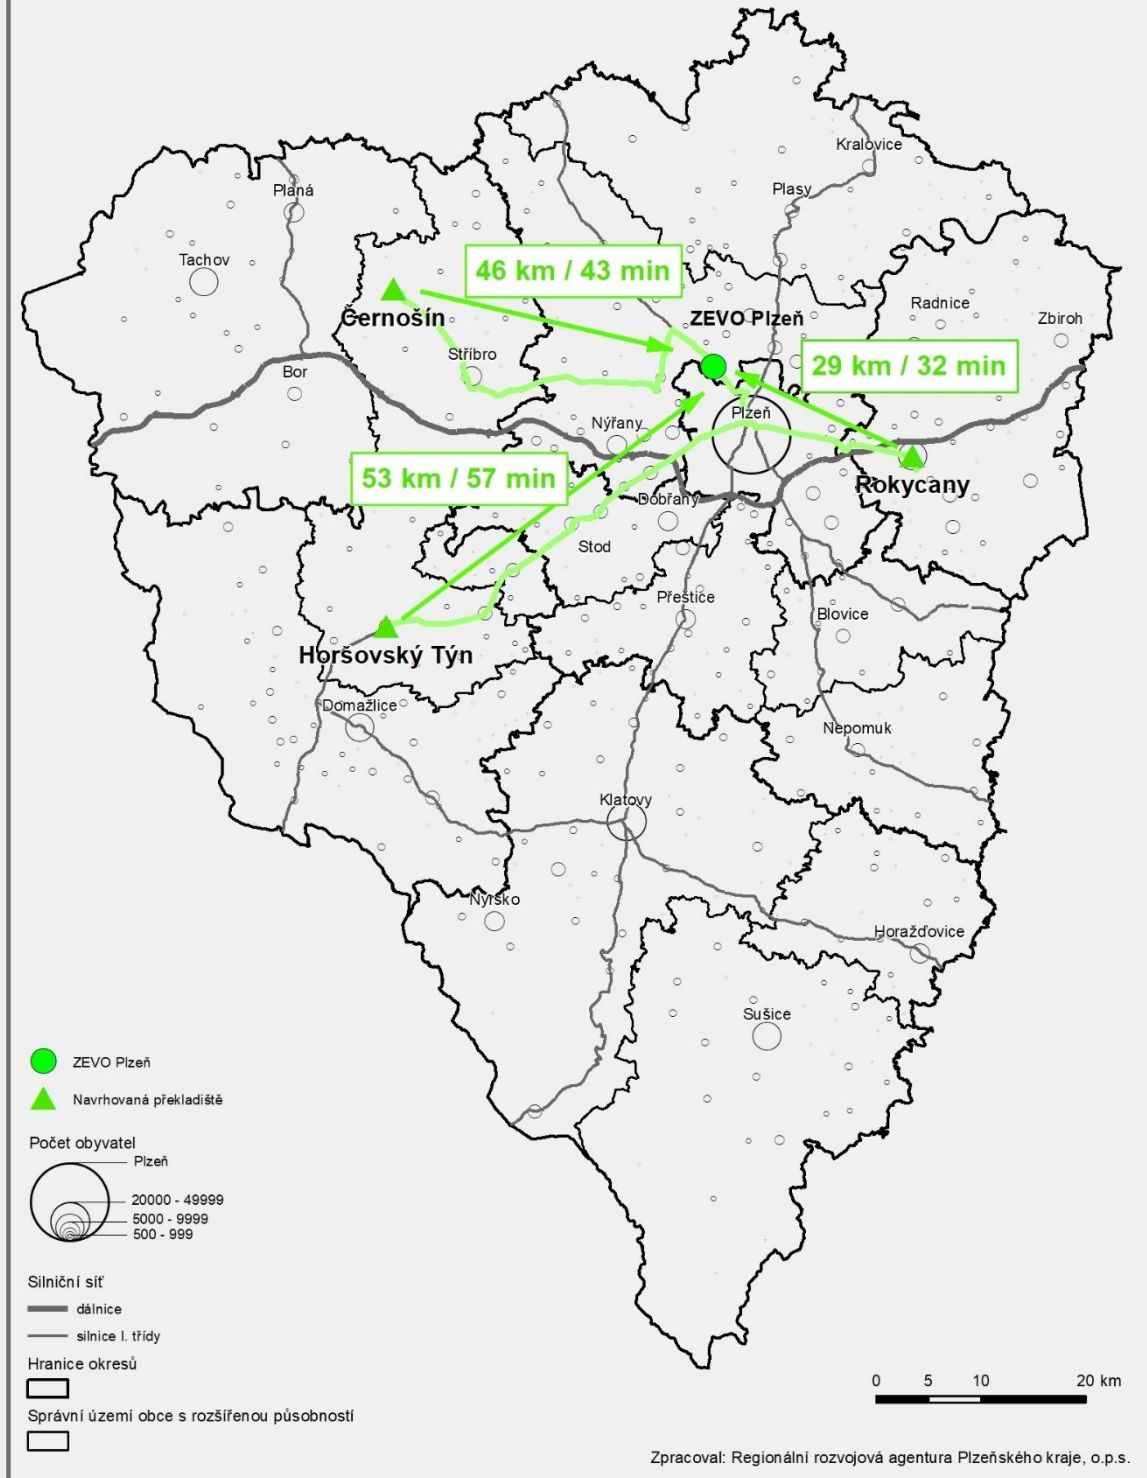 Kralovice
Plasy
Planá
Tachov
46 km / 43 min
Radnice
Černošín
ZEVO Plzeň
Zbiroh
Stříbro
29 km / 32 min
Bor
Plzeň
Nýřany
53 km / 57 min
Rokycany
Dobřany
Stod
Přeštice
Blovice
Horšovský Týn
Domažlice
Nepomuk
Klatovy
Nýrsko
Horažďovice
Sušice
ZEVO Plzeň
Navrhovaná překladiště
Počet obyvatel
Plzeň
20000 - 49999
5000 - 9999
500 - 999
Silniční síť
dálnice
silnice I. třídy
Hranice okresů
Správní území obce s rozšířenou působností
0 5 10 20 km
Zpracoval: Regionální rozvojová agentura Plzeňského kraje, o.p.s.